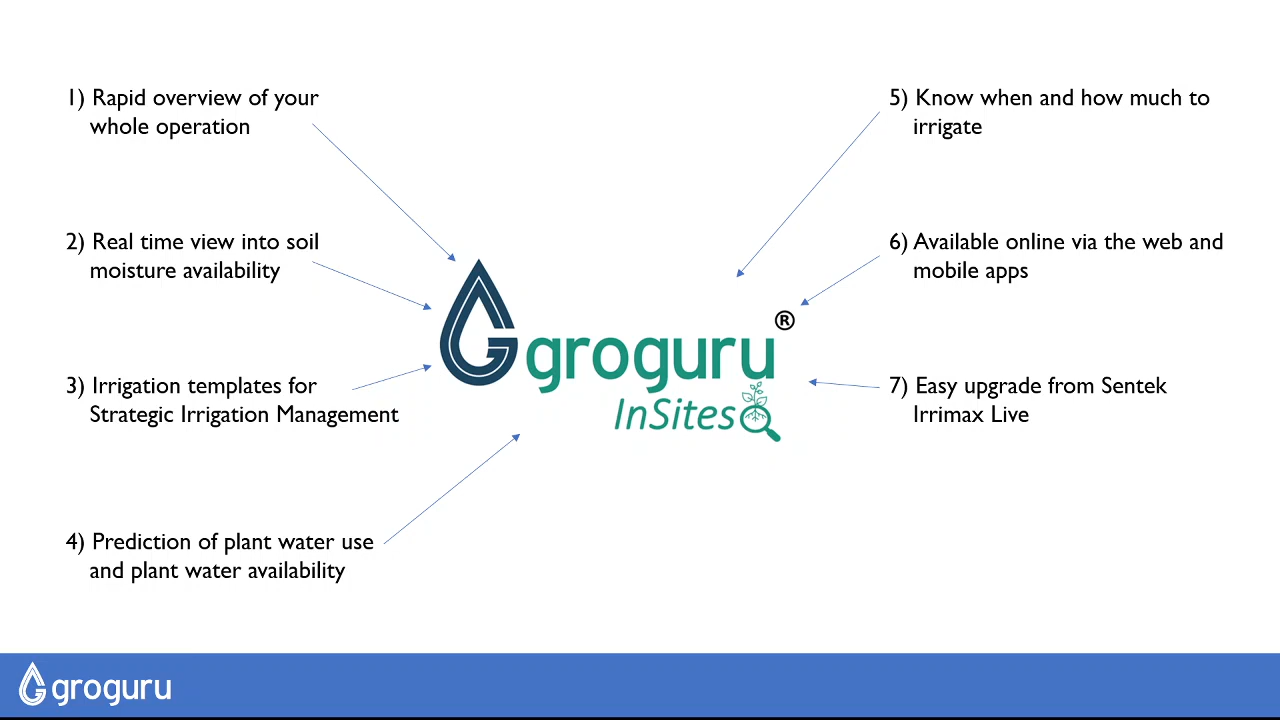 1) Rapid overview of your
whole operation
2) Real time view into soil
moisture availability
3) Irrigation templates for
Strategic Irrigation Management
4) Prediction of plant water use
and plant water availability
groguru®
InSites
5) Know when and how much to
irrigate
6) Available online via the web and
mobile apps
7) Easy upgrade from Sentek
Irrimax Live
groguru